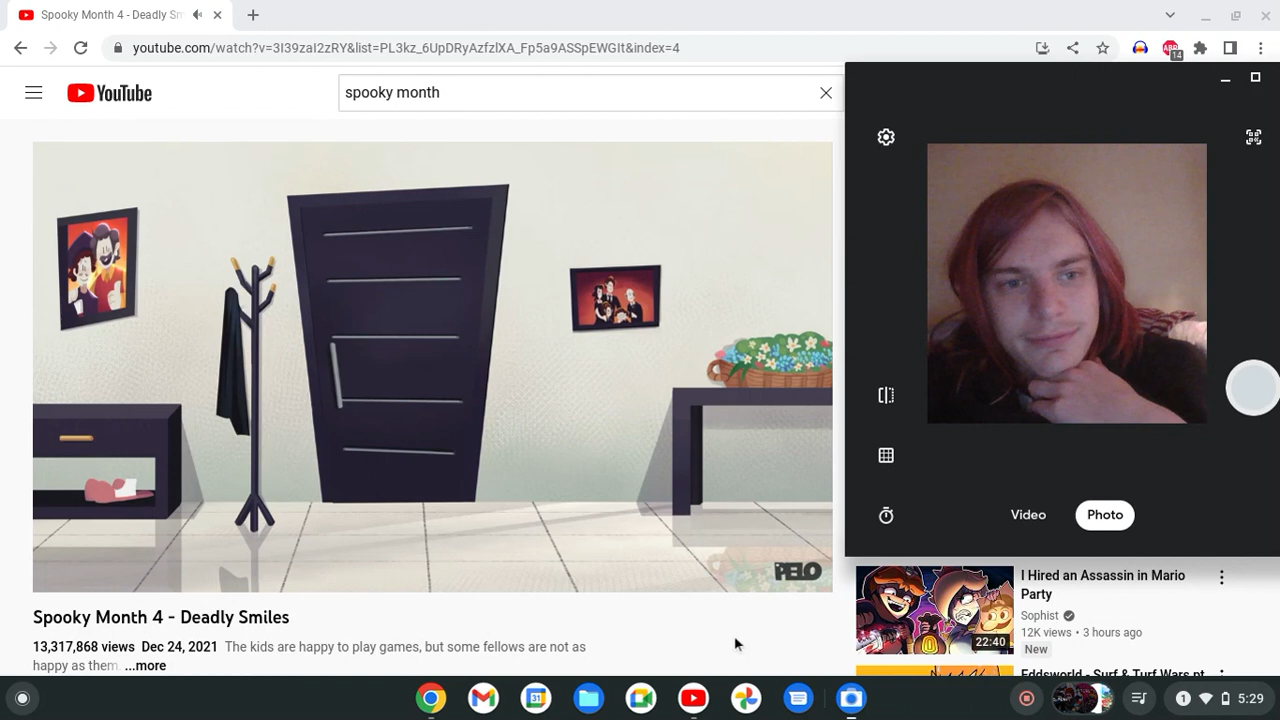 Spooky Month 4 - Deadly Sm
youtube.com/watch?v=3I39zaI2zRY&list=PL3kz_6UpDRyAzfzlXA_Fp5a9ASSpEWGIt&index=4
14
YouTube
spooky month
PELO
Video
Photo
Spooky Month 4 - Deadly Smiles
13,317,868 views Dec 24, 2021 The kids are happy to play games, but some fellows are not as
happy as them ...more
I Hired an Assassin in Mario
Party
Sophist
12K views • 3 hours ago
New
22:40
Eddsworld - Surf & Turf Wars pt
31
1
5:29